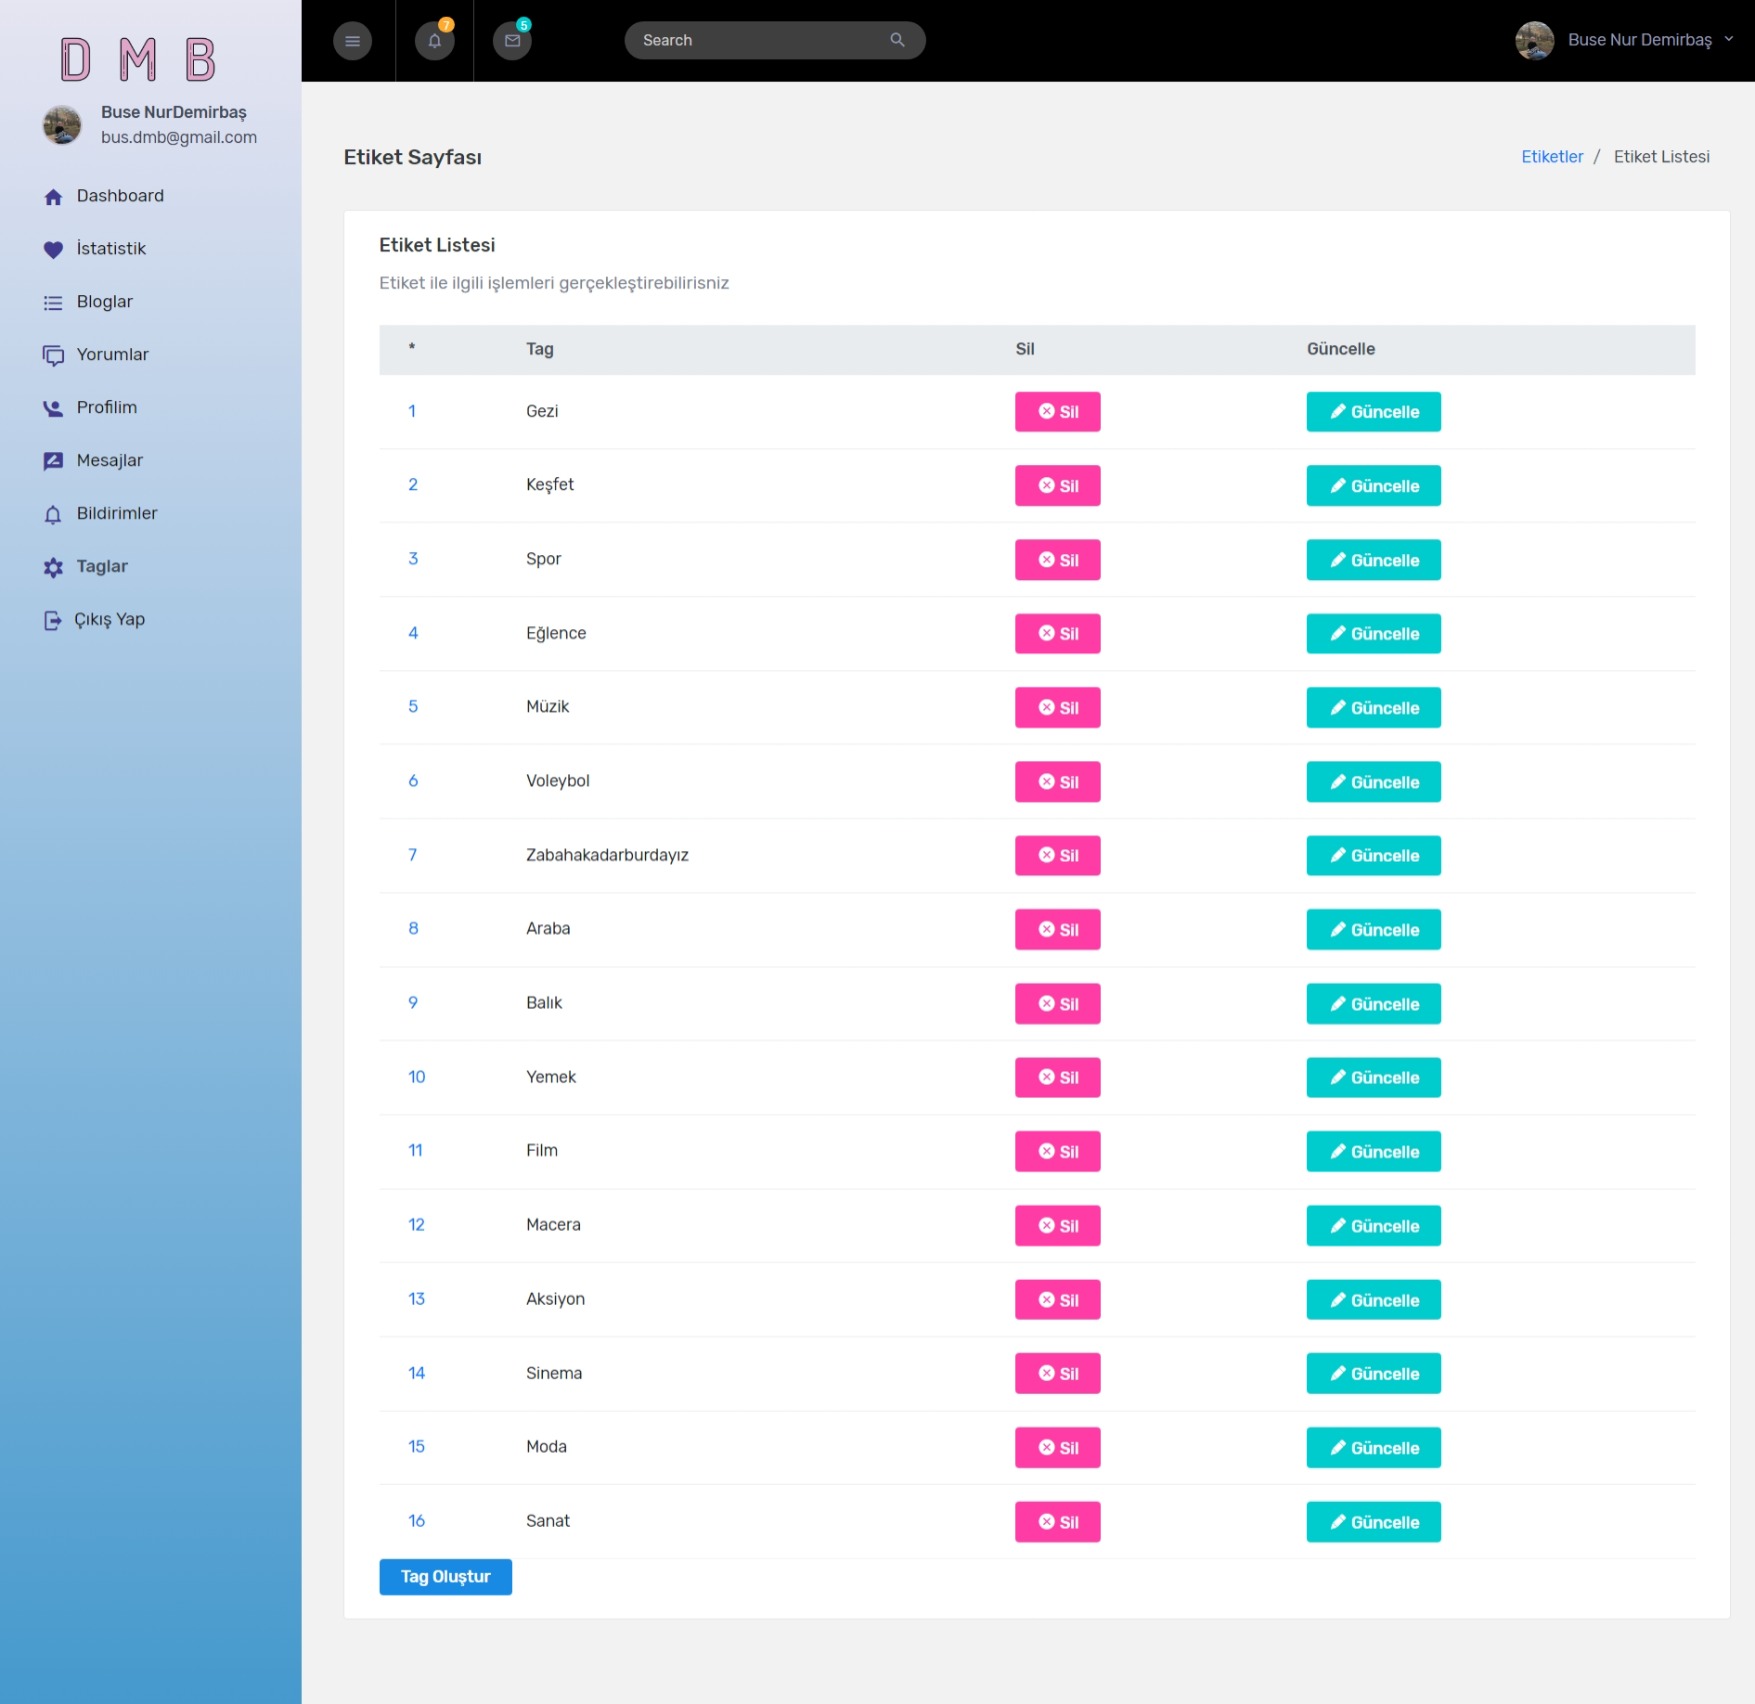 D M B
Buse NurDemirbaş
bus.dmb@gmail.com
Dashboard
İstatistik
Bloglar
Yorumlar
Profilim
Mesajlar
Bildirimler
Taglar
Çıkış Yap
7
5
Search
Buse Nur Demirbaş
Etiket Sayfası
Etiketler / Etiket Listesi
Etiket Listesi
Etiket ile ilgili işlemleri gerçekleştirebilirisniz
* Tag Sil Güncelle
1 Gezi Sil Güncelle
2 Keşfet Sil Güncelle
3 Spor Sil Güncelle
4 Eğlence Sil Güncelle
5 Müzik Sil Güncelle
6 Voleybol Sil Güncelle
7 Zabahakadarburdayız Sil Güncelle
8 Araba Sil Güncelle
9 Balık Sil Güncelle
10 Yemek Sil Güncelle
11 Film Sil Güncelle
12 Macera Sil Güncelle
13 Aksiyon Sil Güncelle
14 Sinema Sil Güncelle
15 Moda Sil Güncelle
16 Sanat Sil Güncelle
Tag Oluştur